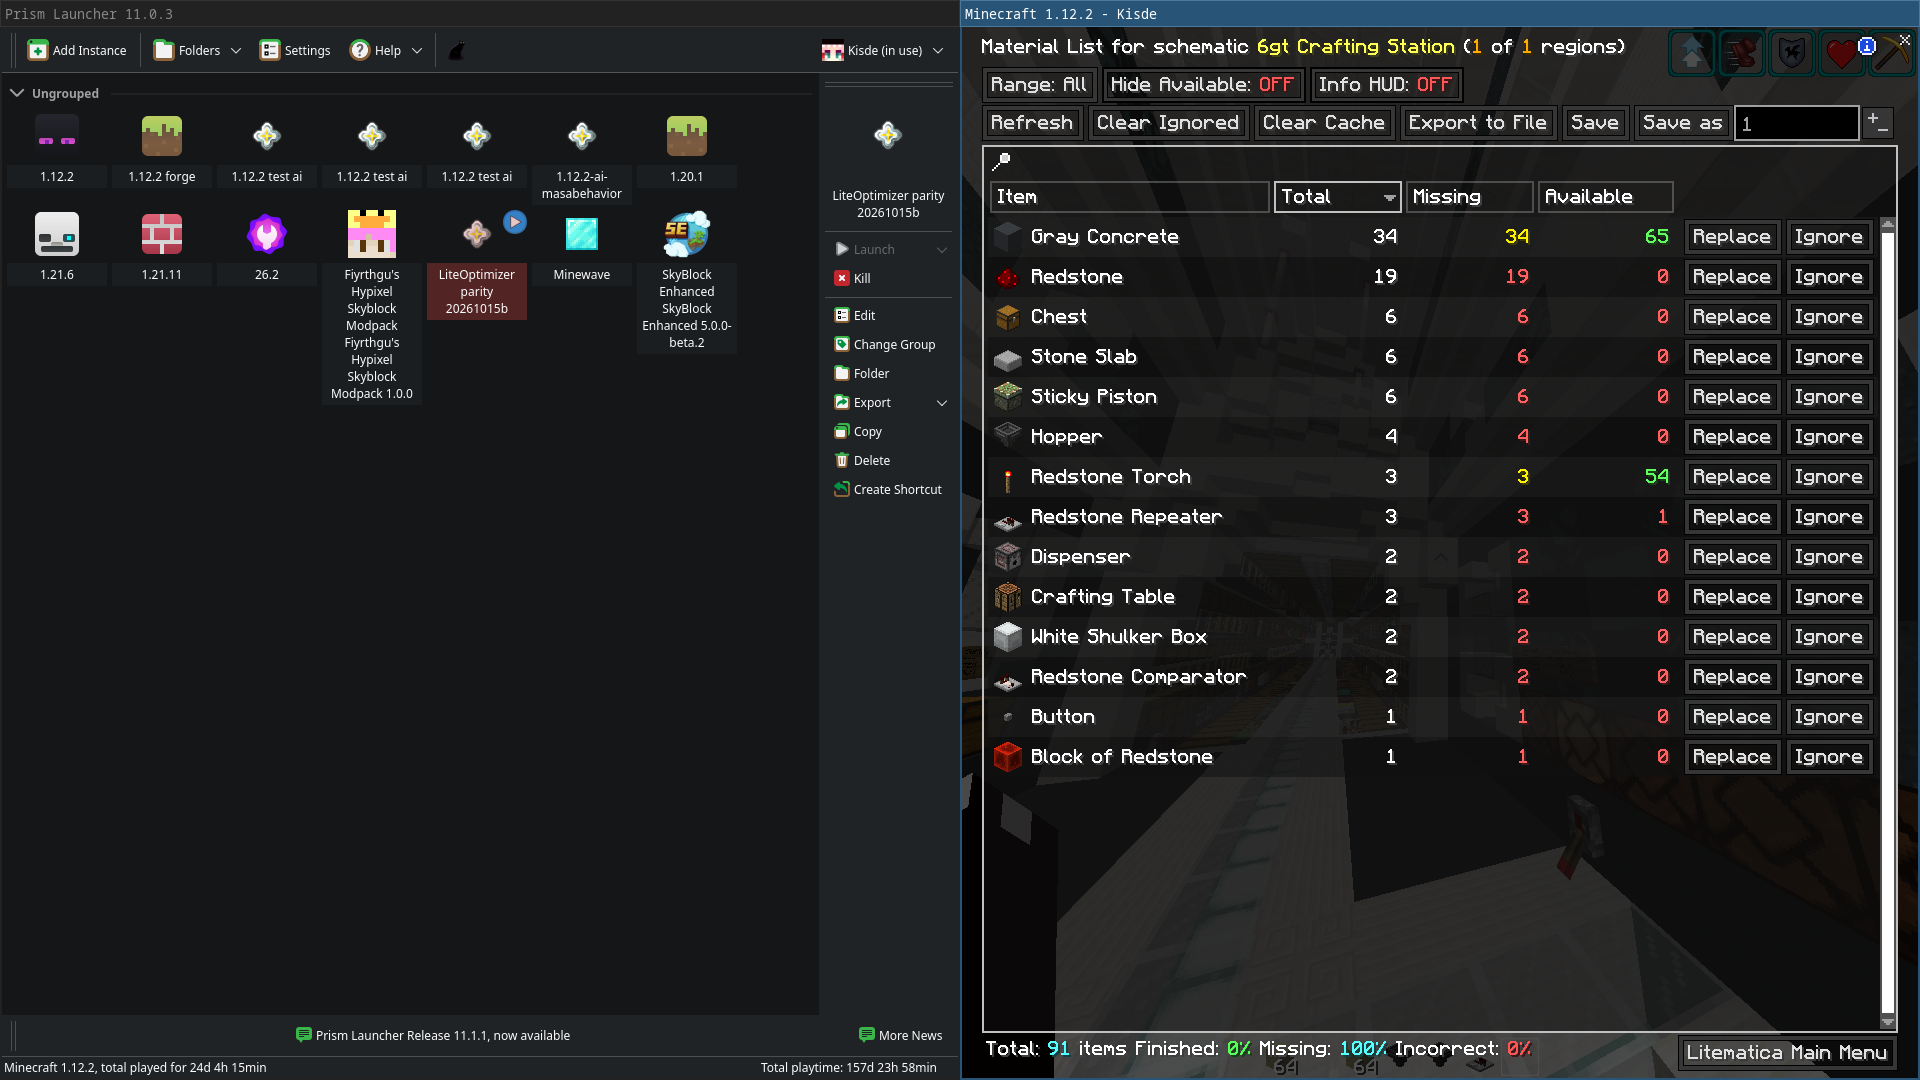 Prism Launcher 11.0.3
Add Instance
Folders
Settings
Help
Kisde (in use)
Ungrouped
1.12.2
1.12.2 forge
1.12.2 test ai
1.12.2 test ai
1.12.2 test ai
1.12.2-ai-
masabehavior
1.20.1
1.21.6
1.21.11
26.2
Fiyrthgu's
Hypixel
Skyblock
Modpack
Fiyrthgu's
Hypixel
Skyblock
Modpack 1.0.0
LiteOptimizer
parity
20261015b
Minewave
SE
SkyBlock
Enhanced
SkyBlock
Enhanced 5.0.0-
beta.2
LiteOptimizer parity
20261015b
Launch
Kill
Edit
Change Group
Folder
Export
Copy
Delete
Create Shortcut
Prism Launcher Release 11.1.1, now available
More News
Minecraft 1.12.2, total played for 24d 4h 15min
Total playtime: 157d 23h 58min
Minecraft 1.12.2 - Kisde
Material List for schematic 6gt Crafting Station (1 of 1 regions)
Range: All Hide Available: OFF Info HUD: OFF
Refresh Clear Ignored Clear Cache Export to File Save Save as 1
Item Total Missing Available
Gray Concrete 34 34 65 Replace Ignore
Redstone 19 19 0 Replace Ignore
Chest 6 6 0 Replace Ignore
Stone Slab 6 6 0 Replace Ignore
Sticky Piston 6 6 0 Replace Ignore
Hopper 4 4 0 Replace Ignore
Redstone Torch 3 3 54 Replace Ignore
Redstone Repeater 3 3 1 Replace Ignore
Dispenser 2 2 0 Replace Ignore
Crafting Table 2 2 0 Replace Ignore
White Shulker Box 2 2 0 Replace Ignore
Redstone Comparator 2 2 0 Replace Ignore
Button 1 1 0 Replace Ignore
Block of Redstone 1 1 0 Replace Ignore
Total: 91 items Finished: 0% Missing: 100% Incorrect: 0%
Litematica Main Menu
64 64